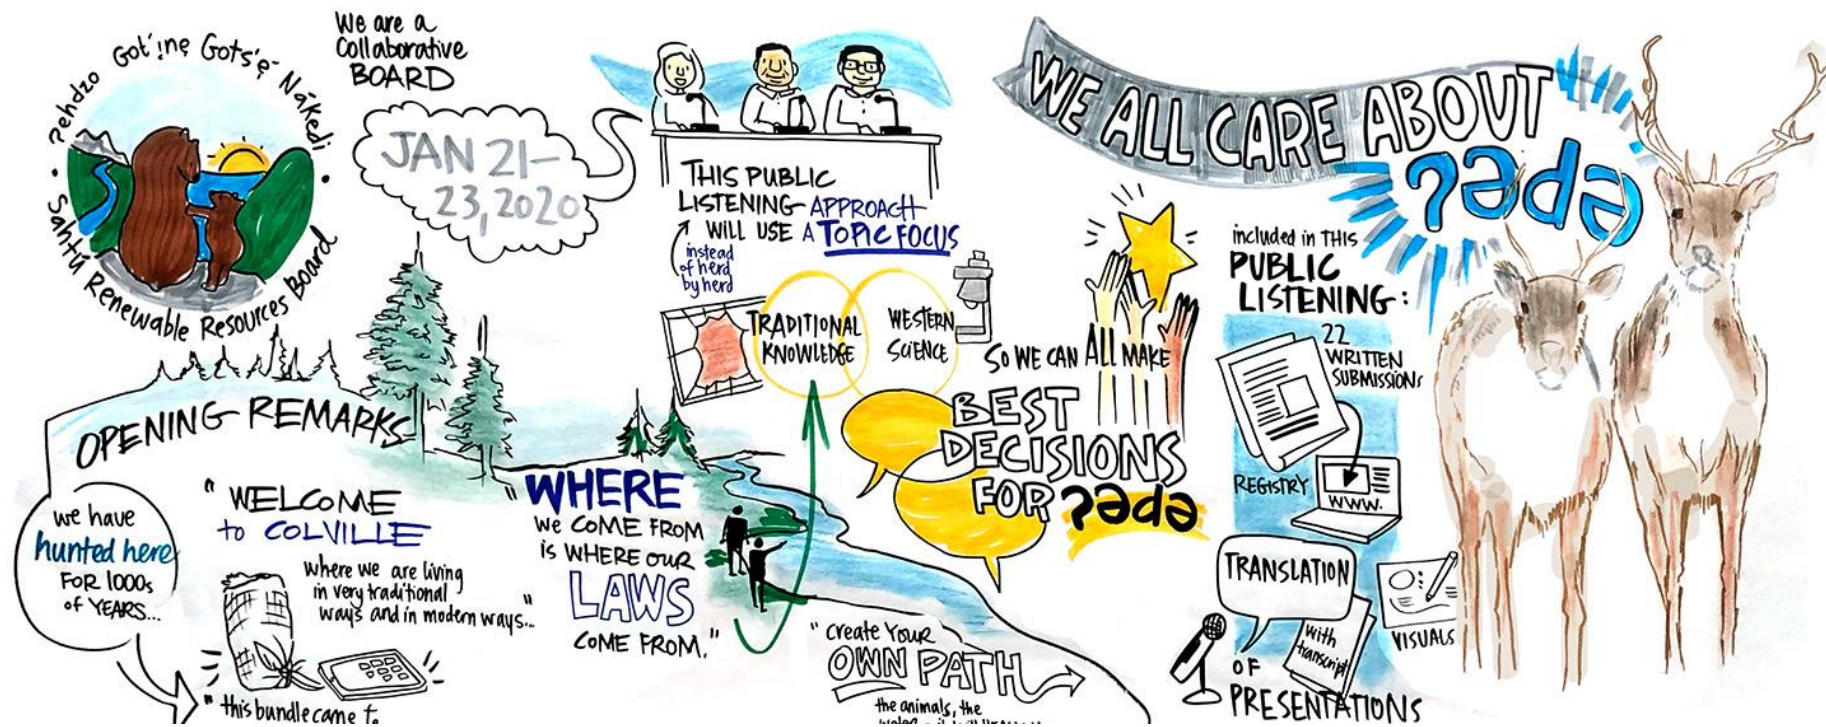 Ɂehdzo Got'ı̨nę Gots'ę́ Nákedı
Sahtú Renewable Resources Board
We are a
Collaborative
BOARD
JAN 21-
23, 2020
THIS PUBLIC
LISTENING APPROACH
WILL USE A TOPIC FOCUS
instead
of herd
by herd
TRADITIONAL
KNOWLEDGE
WESTERN
SCIENCE
SO WE CAN ALL MAKE
BEST
DECISIONS
FOR ʔədə
WE ALL CARE ABOUT
ʔədə
included in THIS
PUBLIC
LISTENING:
22
WRITTEN
SUBMISSIONS
REGISTRY
WWW.
TRANSLATION
with
transcript
VISUALS
OF
PRESENTATIONS
OPENING REMARKS
we have
hunted here
FOR 1000s
of YEARS...
"WELCOME
to COLVILLE
where we are living
in very traditional
ways and in modern ways..."
"this bundle came to
"WHERE
WE COME FROM
is WHERE OUR
LAWS
COME FROM."
"Create Your
OWN PATH
the animals, the